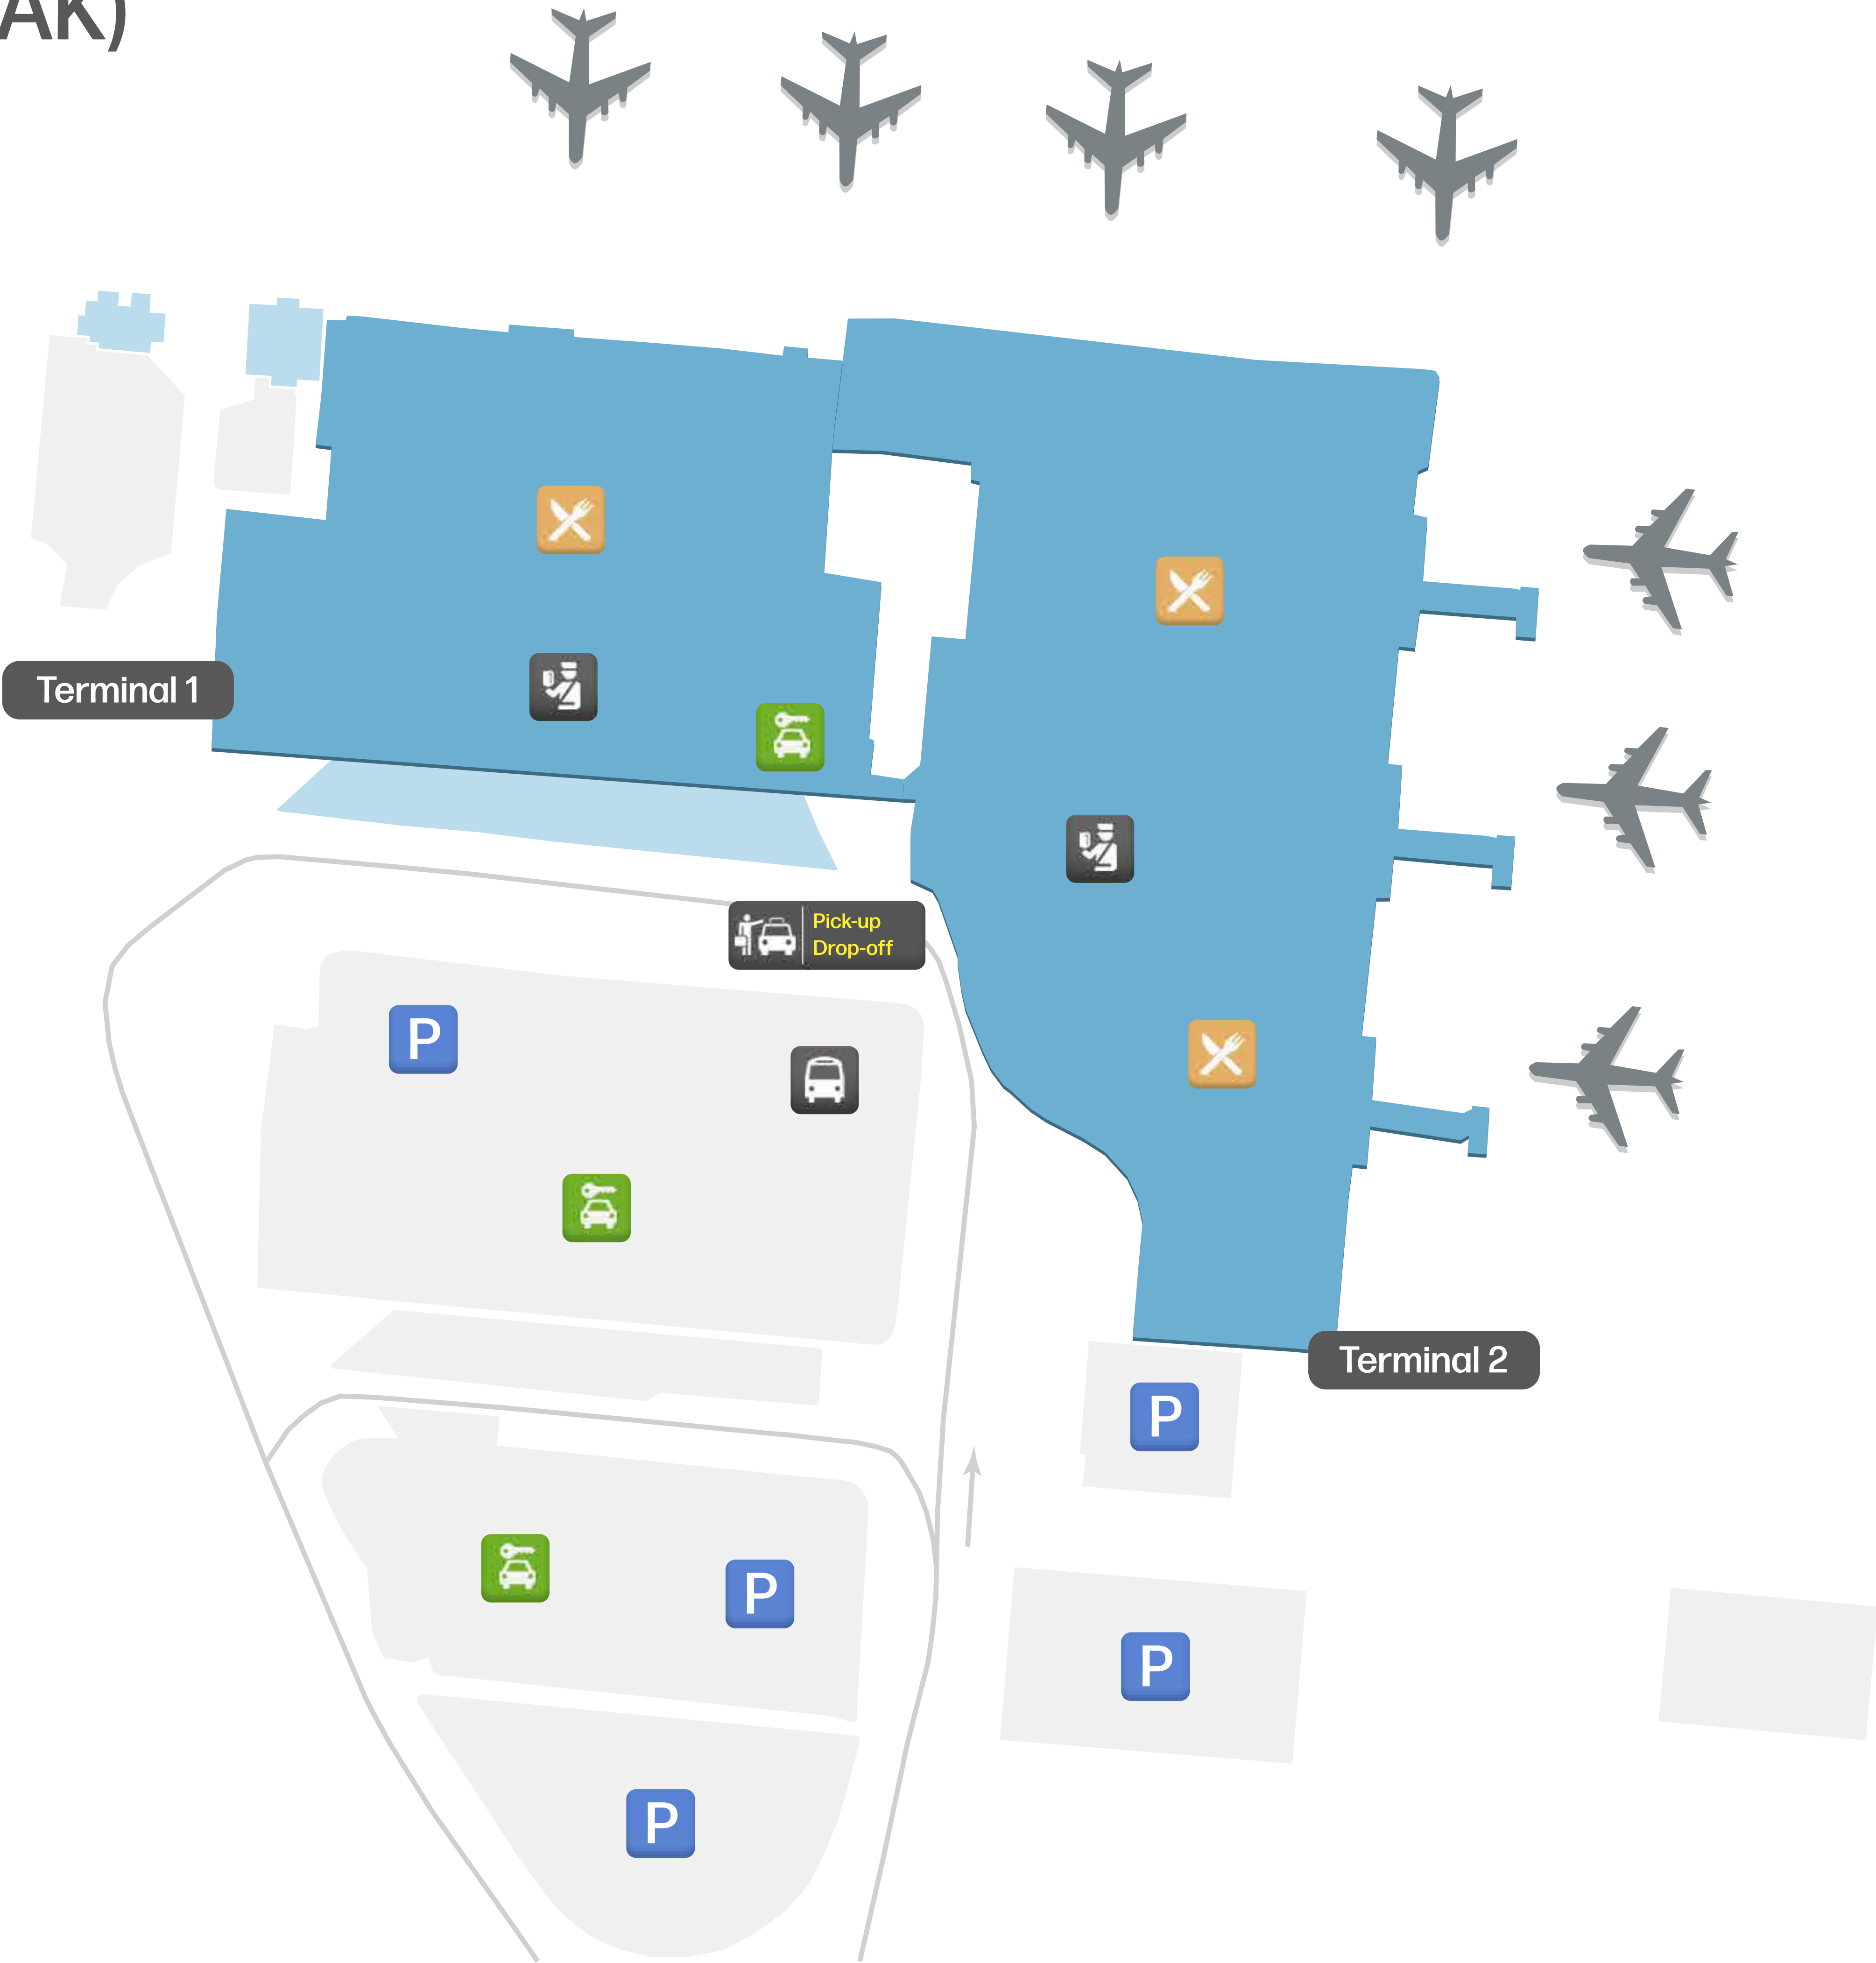 AK)
Terminal 1
Pick-up
Drop-off
P
P
Terminal 2
P
P
P